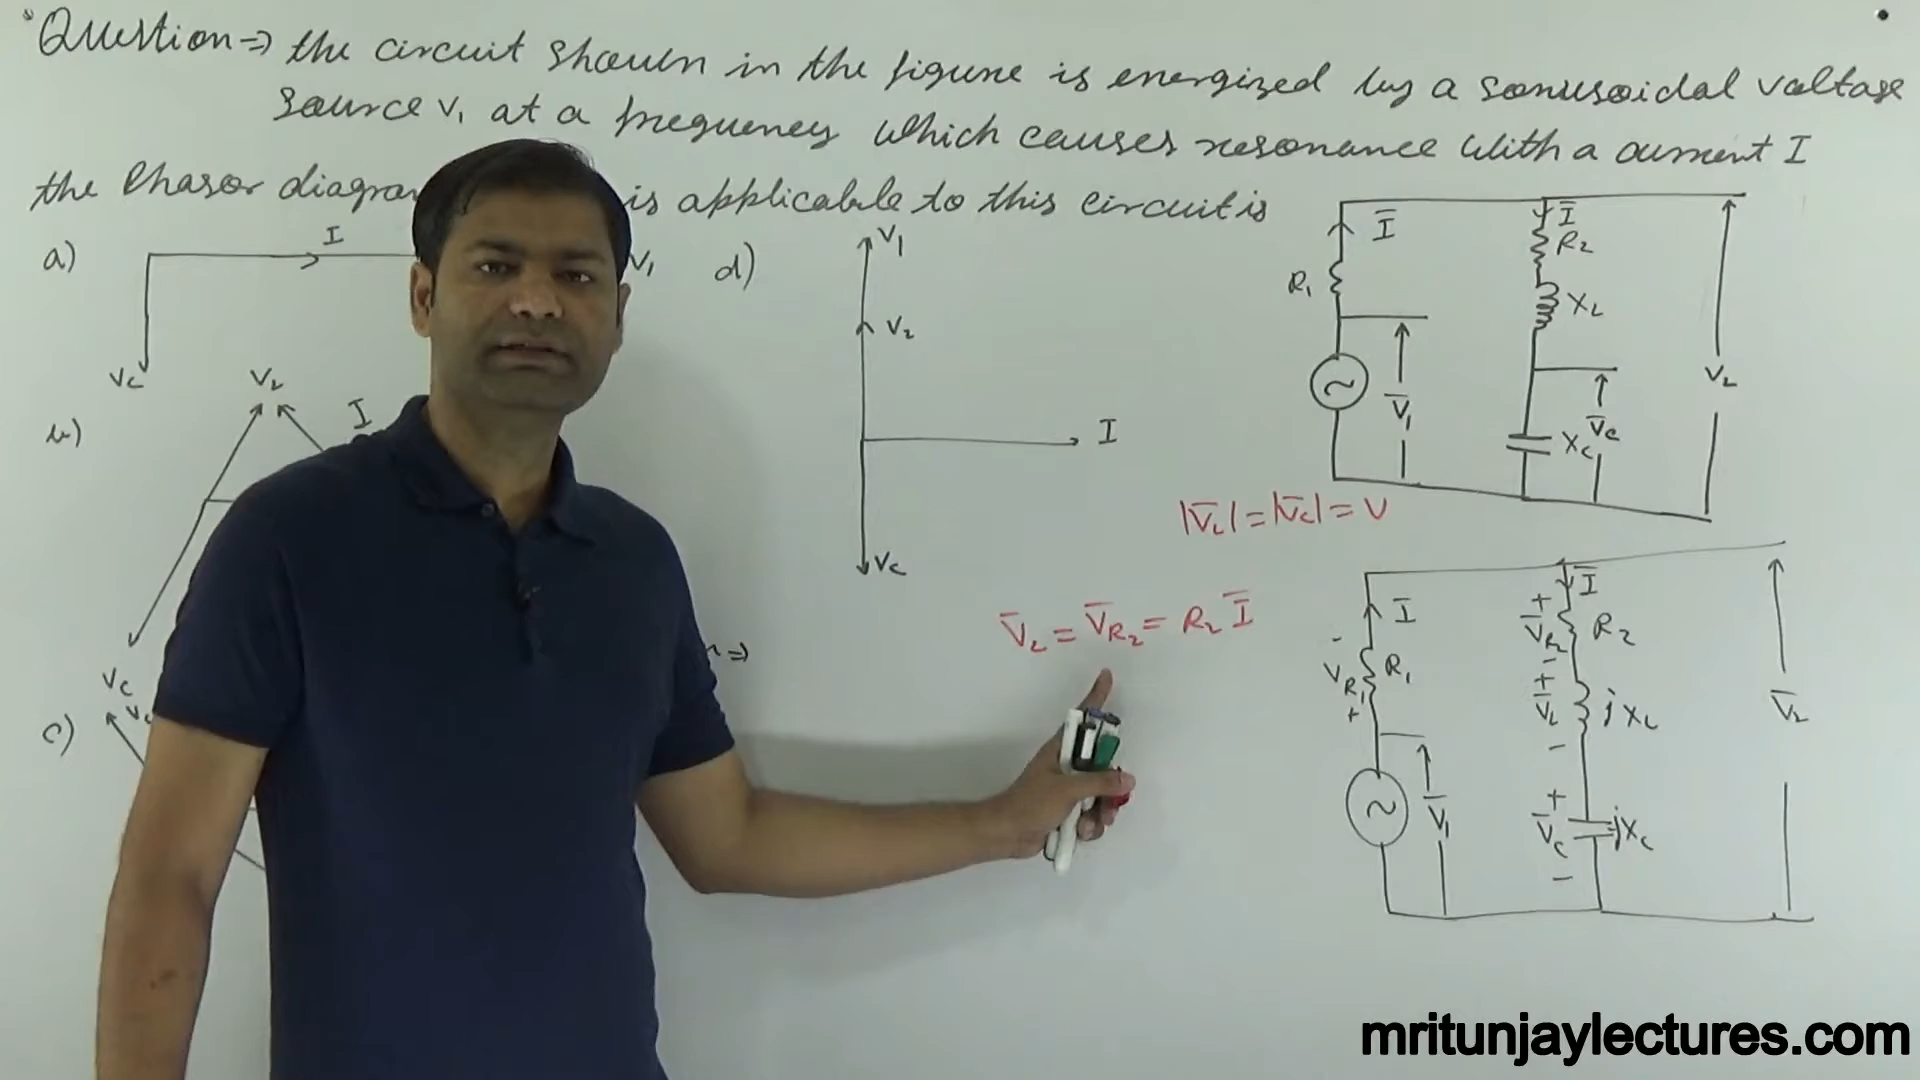 Question⇒ the circuit shown in the figure is energized by a sonusoidal voltage
source V₁ at a frequency which causes resonance with a current I
the Phasor is applicable to this circuit is
a) I V₁
Vc
d) V₁
V₂
I
Vc
b) V₂ I
Vc
c)
Ī
R₁
V̄₁
Ī
R₂
XL
Xc V̄c
V₂
|V̄L| = |V̄c| = V
V̄₂ = V̄R₂ = R₂ Ī
Ī
- VR₁ + R₁
V̄₁
Ī
+ V̄R₂ - R₂
+ V̄L - jXL
+ V̄c - -jXc
V̄₂
mritunjaylectures.com